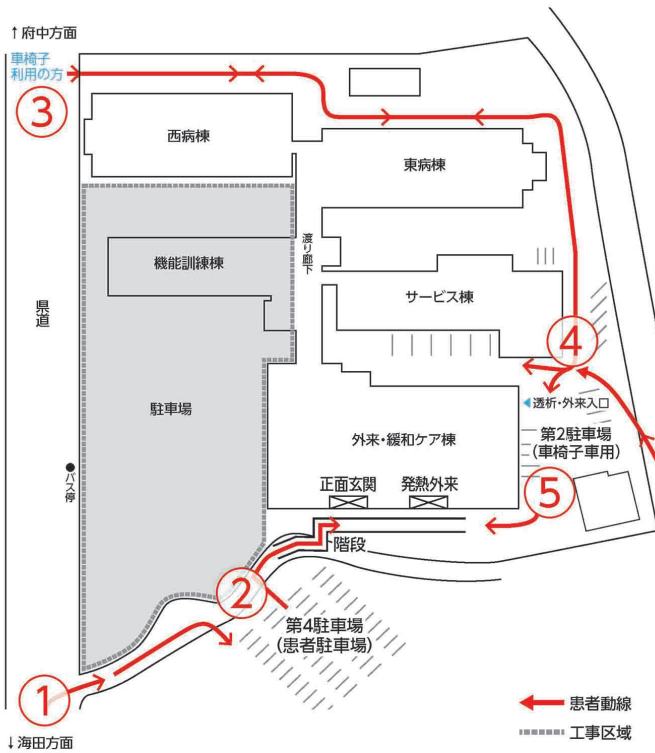 ↑府中方面
車椅子
利用の方
③
西病棟
東病棟
渡り廊下
機能訓練棟
サービス棟
県道
④
駐車場
透析・外来入口
第2駐車場
(車椅子車用)
外来・緩和ケア棟
バス停
正面玄関
発熱外来
⑤
階段
②
第4駐車場
(患者駐車場)
①
患者動線
工事区域
↓海田方面